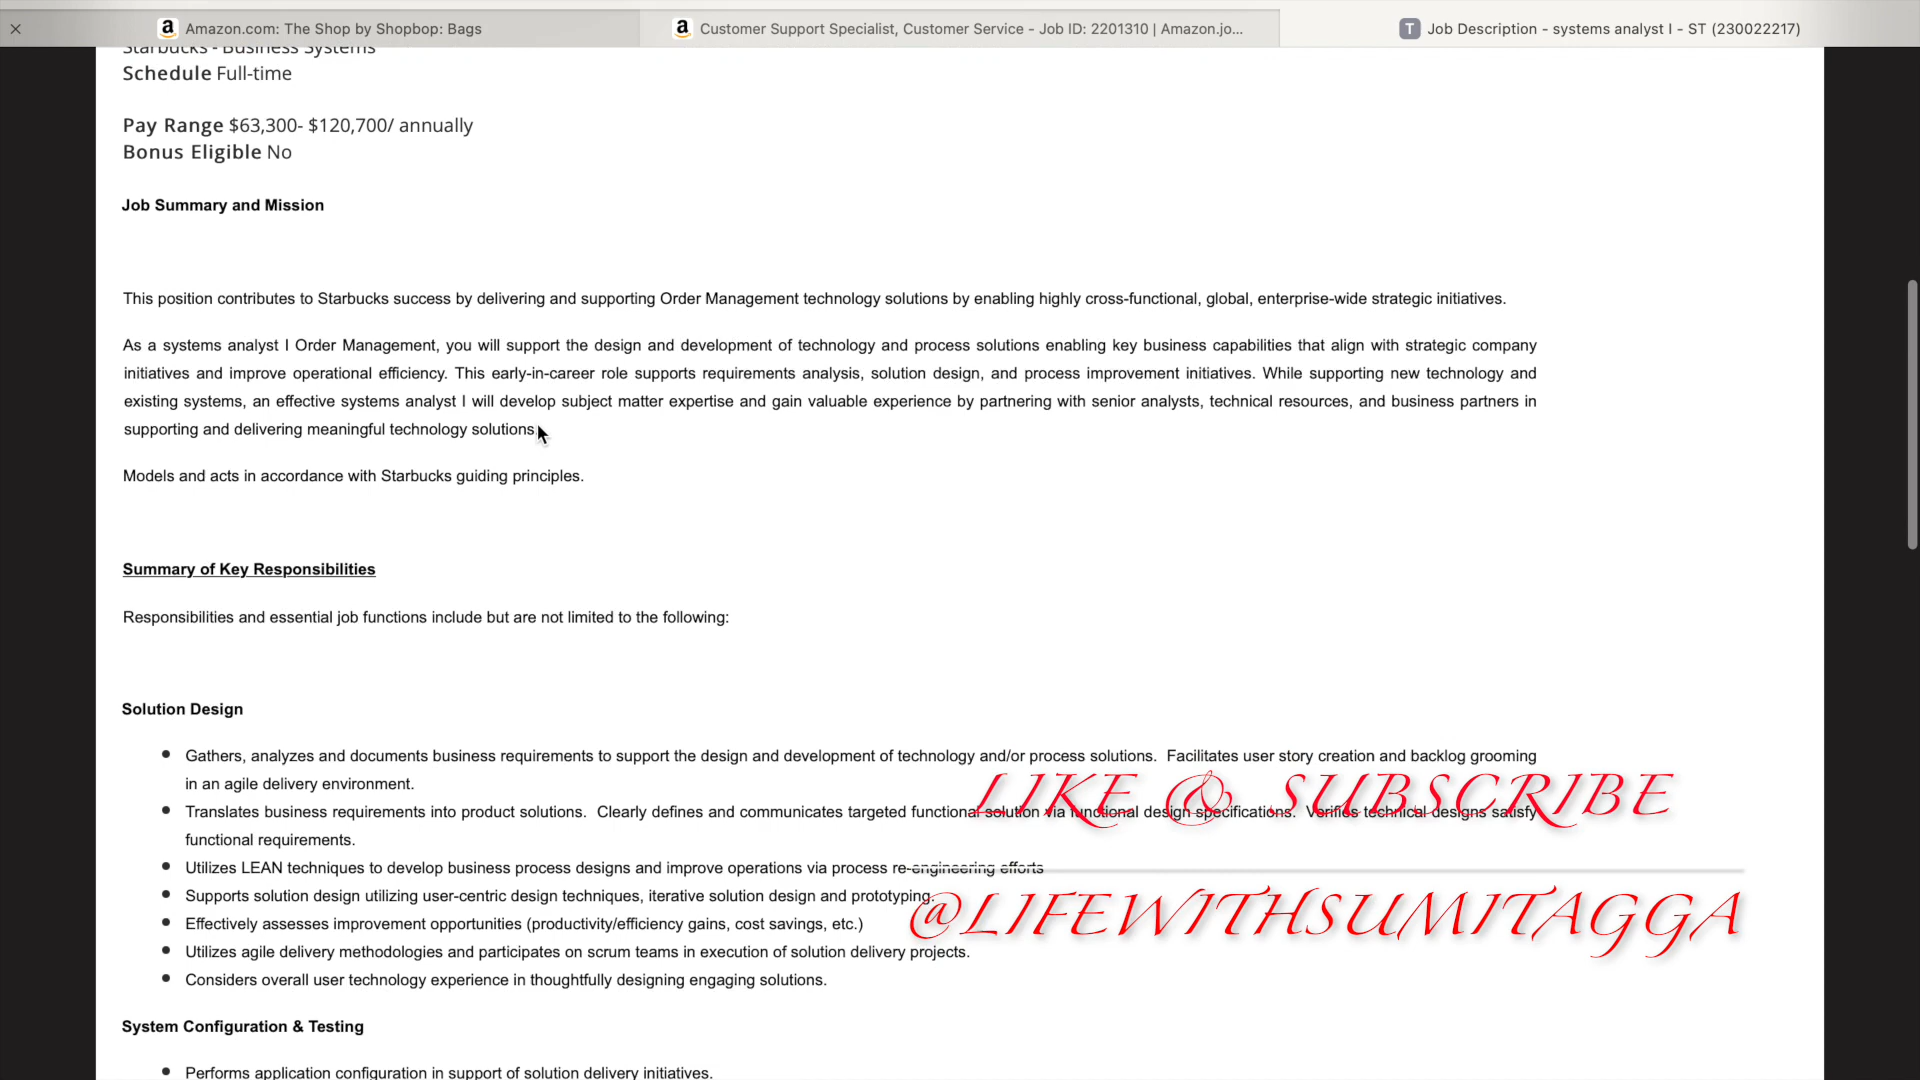 Amazon.com: The Shop by Shopbop: Bags
Customer Support Specialist, Customer Service - Job ID: 2201310 | Amazon.jo...
T Job Description - systems analyst I - ST (230022217)
Starbucks - Business Systems
Schedule Full-time
Pay Range $63,300- $120,700/ annually
Bonus Eligible No
Job Summary and Mission
This position contributes to Starbucks success by delivering and supporting Order Management technology solutions by enabling highly cross-functional, global, enterprise-wide strategic initiatives.
As a systems analyst I Order Management, you will support the design and development of technology and process solutions enabling key business capabilities that align with strategic company
initiatives and improve operational efficiency. This early-in-career role supports requirements analysis, solution design, and process improvement initiatives. While supporting new technology and
existing systems, an effective systems analyst I will develop subject matter expertise and gain valuable experience by partnering with senior analysts, technical resources, and business partners in
supporting and delivering meaningful technology solutions.
Models and acts in accordance with Starbucks guiding principles.
Summary of Key Responsibilities
Responsibilities and essential job functions include but are not limited to the following:
Solution Design
Gathers, analyzes and documents business requirements to support the design and development of technology and/or process solutions. Facilitates user story creation and backlog grooming
in an agile delivery environment.
Translates business requirements into product solutions. Clearly defines and communicates targeted functional solution via functional design specifications. Verifies technical designs satisfy
functional requirements.
LIKE & SUBSCRIBE
Utilizes LEAN techniques to develop business process designs and improve operations via process re-engineering efforts
Supports solution design utilizing user-centric design techniques, iterative solution design and prototyping.
@LIFEWITHSUMITAGGA
Effectively assesses improvement opportunities (productivity/efficiency gains, cost savings, etc.)
Utilizes agile delivery methodologies and participates on scrum teams in execution of solution delivery projects.
Considers overall user technology experience in thoughtfully designing engaging solutions.
System Configuration & Testing
Performs application configuration in support of solution delivery initiatives.